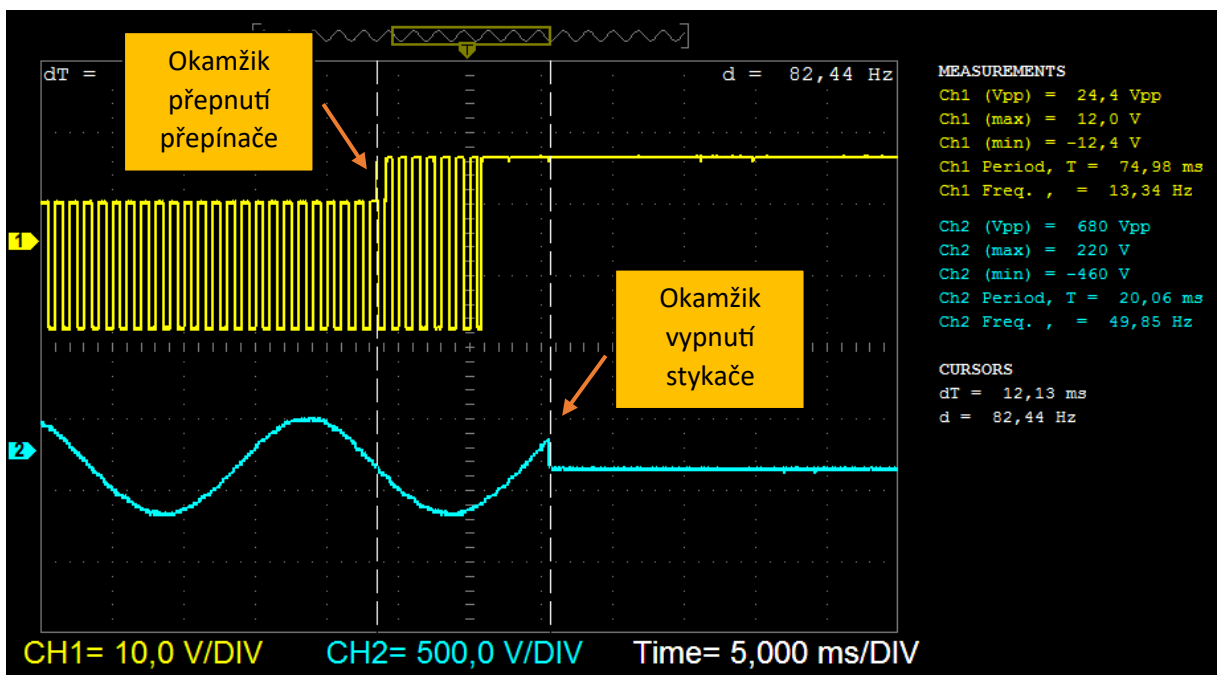 T
Okamžik
přepnutí
přepínače
dT =
d = 82,44 Hz
1
Okamžik
vypnutí
stykače
2
CH1= 10,0 V/DIV CH2= 500,0 V/DIV Time= 5,000 ms/DIV
MEASUREMENTS
Ch1 (Vpp) = 24,4 Vpp
Ch1 (max) = 12,0 V
Ch1 (min) = -12,4 V
Ch1 Period, T = 74,98 ms
Ch1 Freq. , = 13,34 Hz
Ch2 (Vpp) = 680 Vpp
Ch2 (max) = 220 V
Ch2 (min) = -460 V
Ch2 Period, T = 20,06 ms
Ch2 Freq. , = 49,85 Hz
CURSORS
dT = 12,13 ms
d = 82,44 Hz